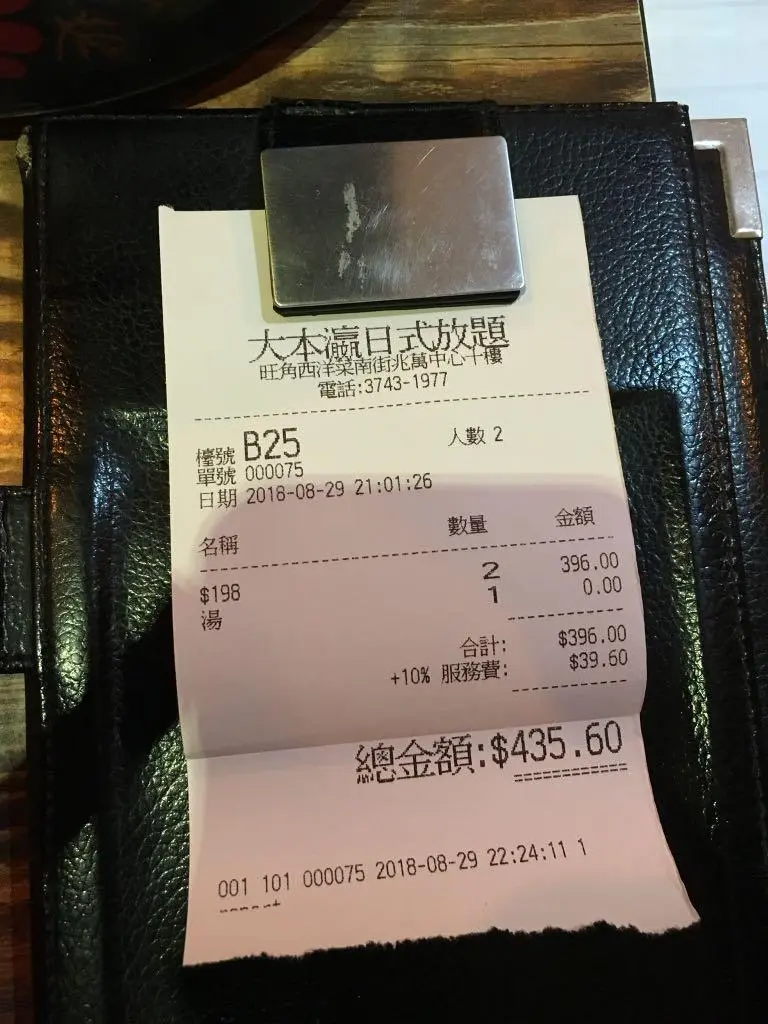 大本瀛日式放題
旺角西洋菜南街兆萬中心十樓
電話:3743-1977
檯號 B25 人數 2
單號 000075
日期 2018-08-29 21:01:26
名稱 數量 金額
$198 2 396.00
湯 1 0.00
合計: $396.00
+10% 服務費: $39.60
總金額:$435.60
001 101 000075 2018-08-29 22:24:11 1